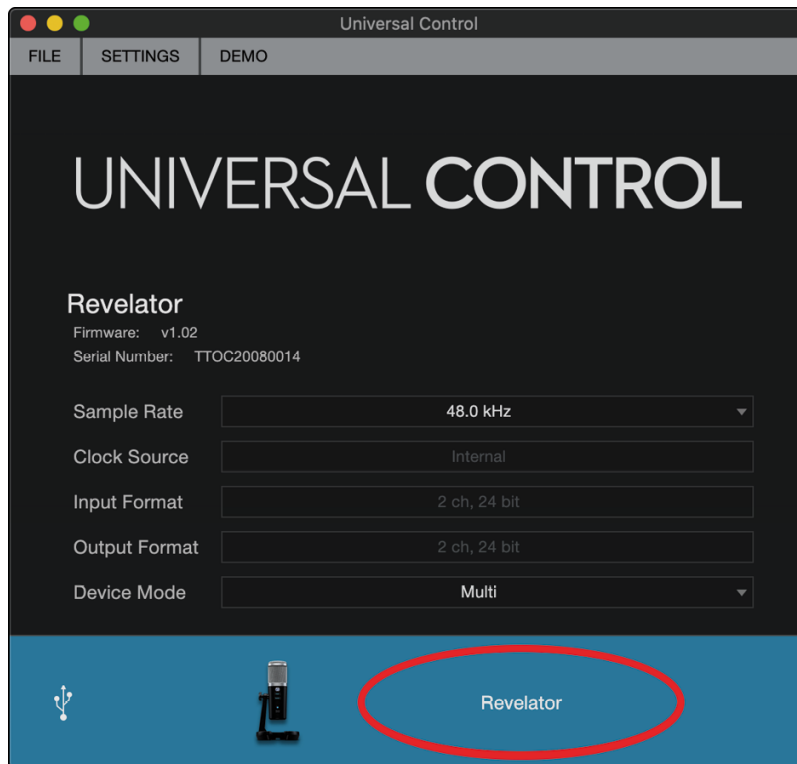 Universal Control
FILE SETTINGS DEMO
UNIVERSAL CONTROL
Revelator
Firmware: v1.02
Serial Number: TTOC20080014
Sample Rate 48.0 kHz
Clock Source Internal
Input Format 2 ch, 24 bit
Output Format 2 ch, 24 bit
Device Mode Multi
Revelator